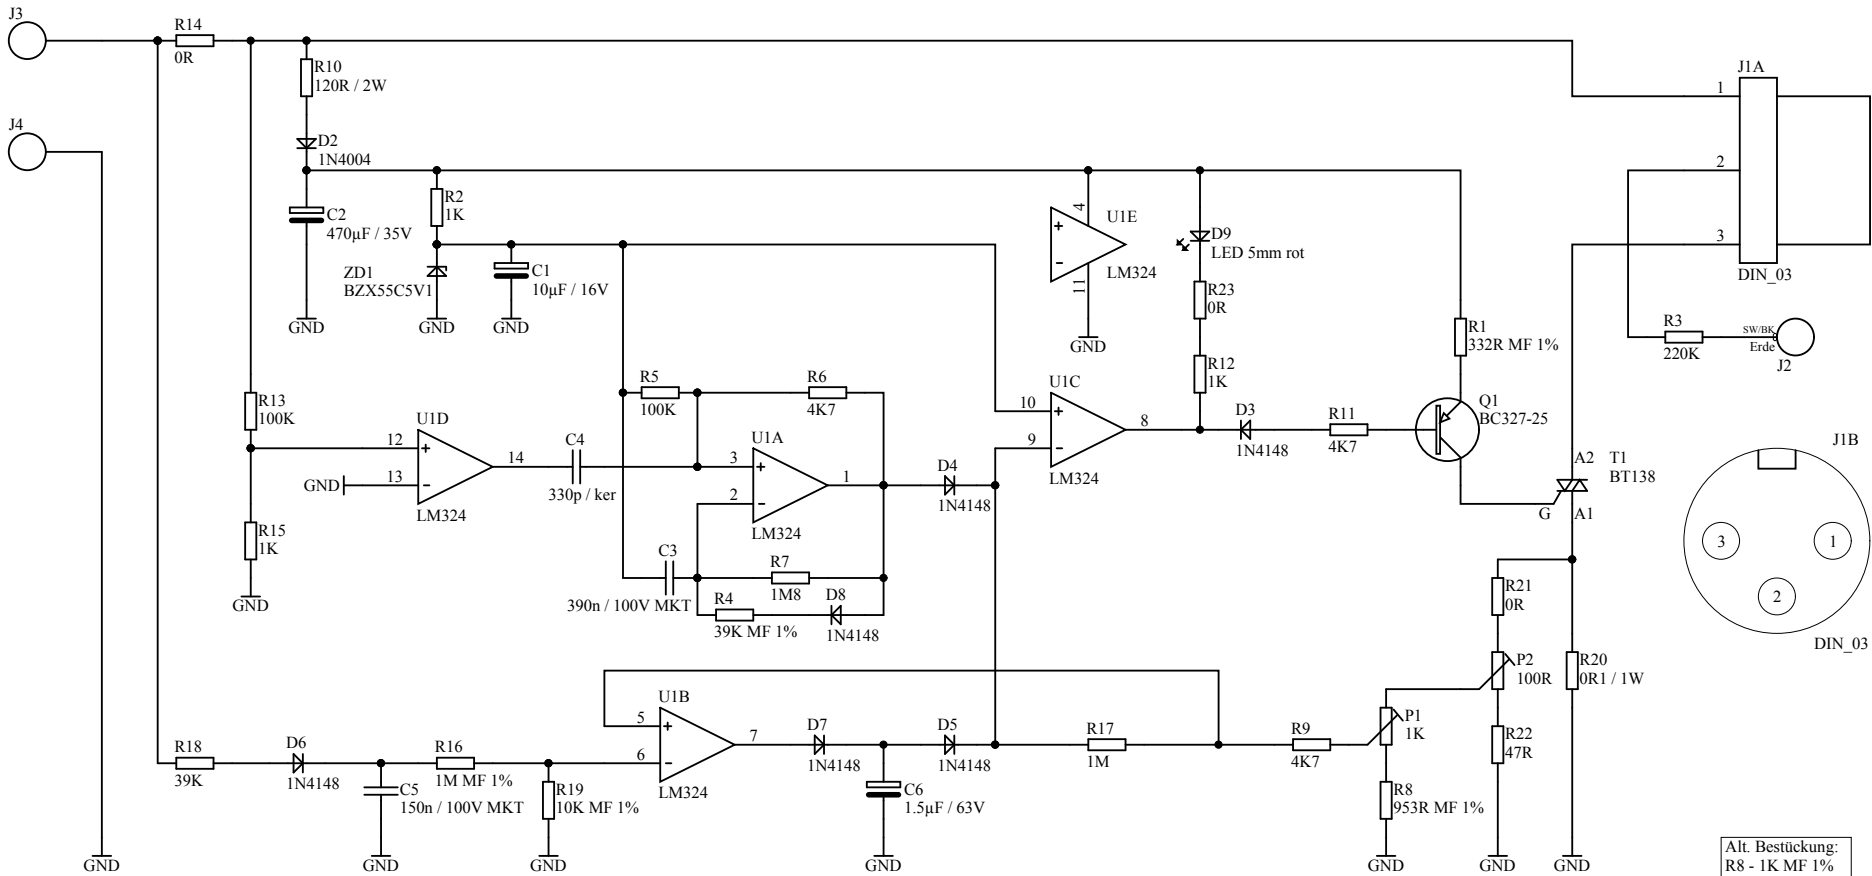 J3
R14
0R
R10
120R / 2W
J1A
1
J4
D2
1N4004
2
R2
1K
C2
470µF / 35V
4
U1E
+
-
LM324
11
GND
D9
LED 5mm rot
3
DIN_03
ZD1
BZX55C5V1
C1
10µF / 16V
GND
GND
GND
R23
0R
R1
332R MF 1%
R3
220K
SW/BK
Erde
J2
R12
1K
R5
100K
R6
4K7
U1C
10
+
9
-
8
LM324
D3
1N4148
R11
4K7
Q1
BC327-25
R13
100K
U1D
12
+
GND
13
-
14
LM324
C4
330p / ker
U1A
3
+
2
-
1
LM324
D4
1N4148
A2
T1
BT138
G
A1
J1B
3
1
2
DIN_03
R15
1K
GND
C3
390n / 100V MKT
R7
1M8
R4
39K MF 1%
D8
1N4148
R21
0R
P2
100R
R20
0R1 / 1W
U1B
5
+
6
-
7
LM324
D7
1N4148
D5
1N4148
R17
1M
R9
4K7
P1
1K
R22
47R
R18
39K
D6
1N4148
R16
1M MF 1%
C5
150n / 100V MKT
R19
10K MF 1%
C6
1.5µF / 63V
R8
953R MF 1%
GND
GND
GND
GND
GND
GND
GND
Alt. Bestückung:
R8 - 1K MF 1%